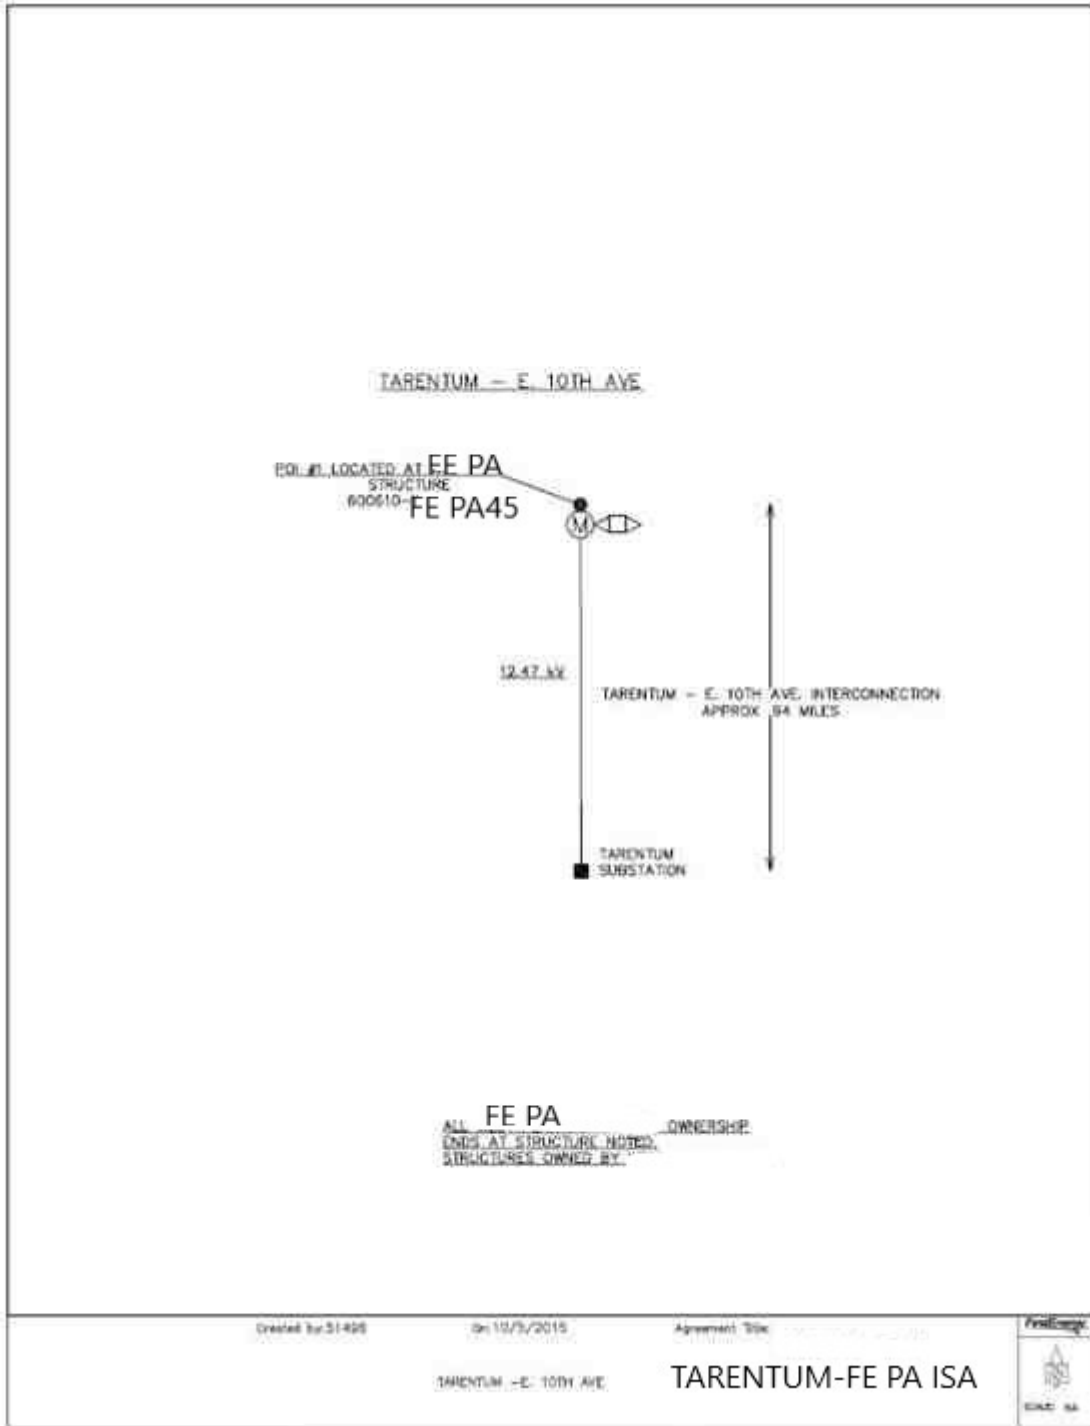 TARENTUM – E. 10TH AVE
POI #1 LOCATED AT FE PA
STRUCTURE
600610- FE PA45
M
12.47 kV
TARENTUM – E. 10TH AVE. INTERCONNECTION
APPROX .94 MILES
TARENTUM
SUBSTATION
ALL FE PA OWNERSHIP
ENDS AT STRUCTURE NOTED.
STRUCTURES OWNED BY
Created by: 51498 On: 10/5/2015 Agreement Title:
FirstEnergy
TARENTUM –E. 10TH AVE TARENTUM-FE PA ISA